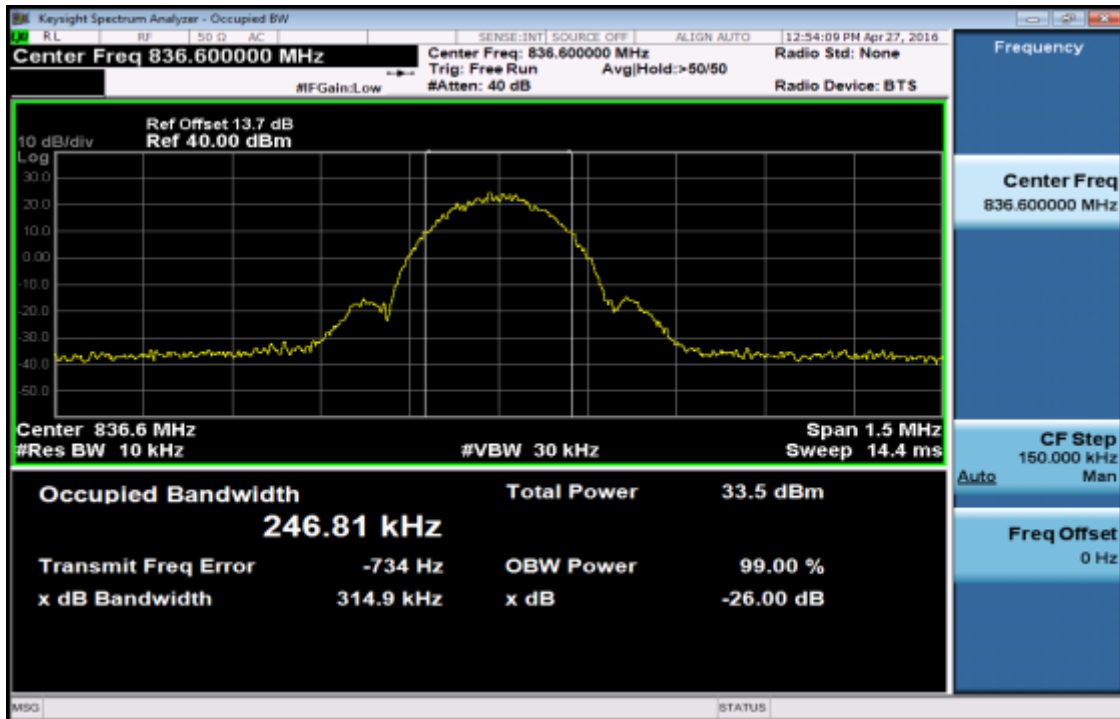 Keysight Spectrum Analyzer - Occupied BW
RL RF 50 Ω AC SENSE:INT SOURCE OFF ALIGN AUTO 12:54:09 PM Apr 27, 2016
Center Freq 836.600000 MHz Center Freq: 836.600000 MHz Radio Std: None
Trig: Free Run Avg|Hold:>50/50
#IFGain:Low #Atten: 40 dB Radio Device: BTS
Frequency
Ref Offset 13.7 dB
10 dB/div Ref 40.00 dBm
Log
30.0
20.0
10.0
0.00
-10.0
-20.0
-30.0
-40.0
-50.0
Center 836.6 MHz Span 1.5 MHz
#Res BW 10 kHz #VBW 30 kHz Sweep 14.4 ms
Center Freq
836.600000 MHz
CF Step
150.000 kHz
Auto Man
Freq Offset
0 Hz
Occupied Bandwidth Total Power 33.5 dBm
246.81 kHz
Transmit Freq Error -734 Hz OBW Power 99.00 %
x dB Bandwidth 314.9 kHz x dB -26.00 dB
MSG STATUS